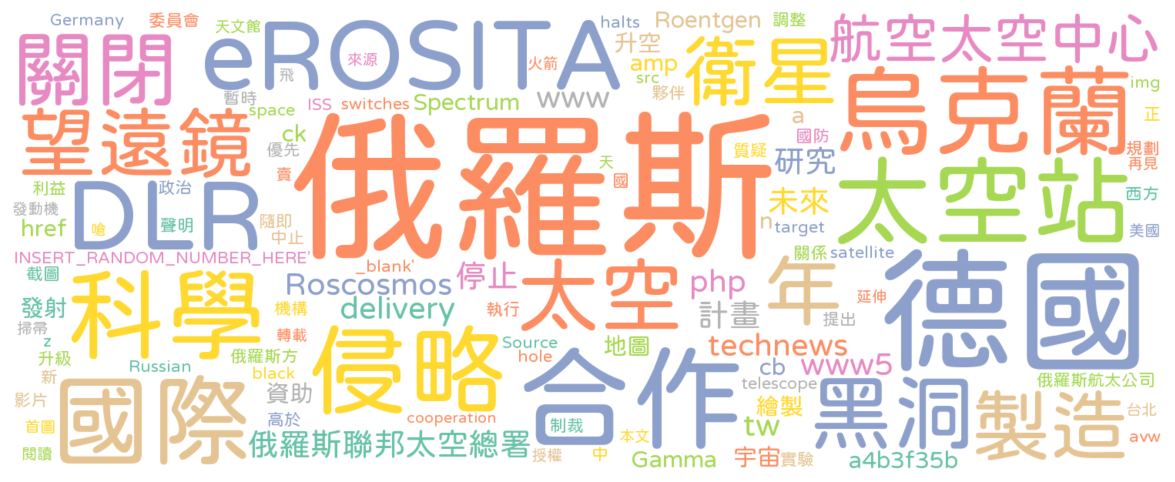 Germany
委員會
天文館
eROSITA
halts
Roentgen
調整
航空太空中心
關閉
來源
火箭
升空
衛星
飛
amp
src
夥伴
img
烏克蘭
暫時
ISS
switches
Spectrum
www
a
正
space
望遠鏡
ck
俄羅斯
國防
質疑
規劃
再見
優先
天
研究
太空站
賣
國
利益
政治
DLR
未來
西方
發動機
聲明
隨即
n
target
美國
href
嗆
中止
關係
satellite
INSERT_RANDOM_NUMBER_HERE'
_blank'
停止
太空
php
年
德國
截圖
科學
Roscosmos
延伸
發射
機構
delivery
執行
計畫
提出
掃帚
轉載
侵略
Source
地圖
technews
z
升級
俄羅斯方
hole
合作
www5
新
Russian
black
cb
telescope
俄羅斯航太公司
國際
資助
黑洞
製造
影片
高於
cooperation
繪製
台北
首圖
制裁
tw
俄羅斯聯邦太空總署
本文
avw
閱讀
授權
中
Gamma
宇宙
實驗
a4b3f35b